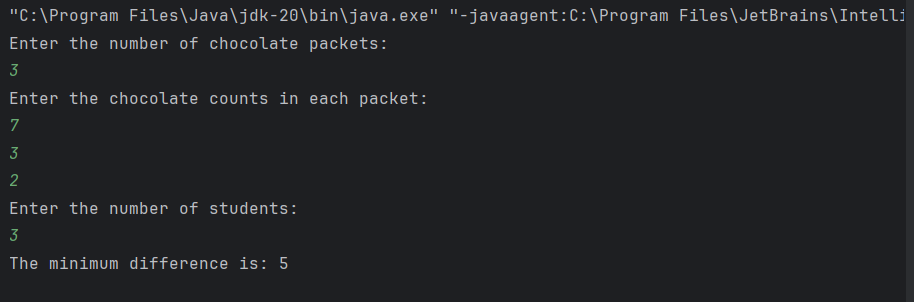 "C:\Program Files\Java\jdk-20\bin\java.exe" "-javaagent:C:\Program Files\JetBrains\Intelli
Enter the number of chocolate packets:
3
Enter the chocolate counts in each packet:
7
3
2
Enter the number of students:
3
The minimum difference is: 5